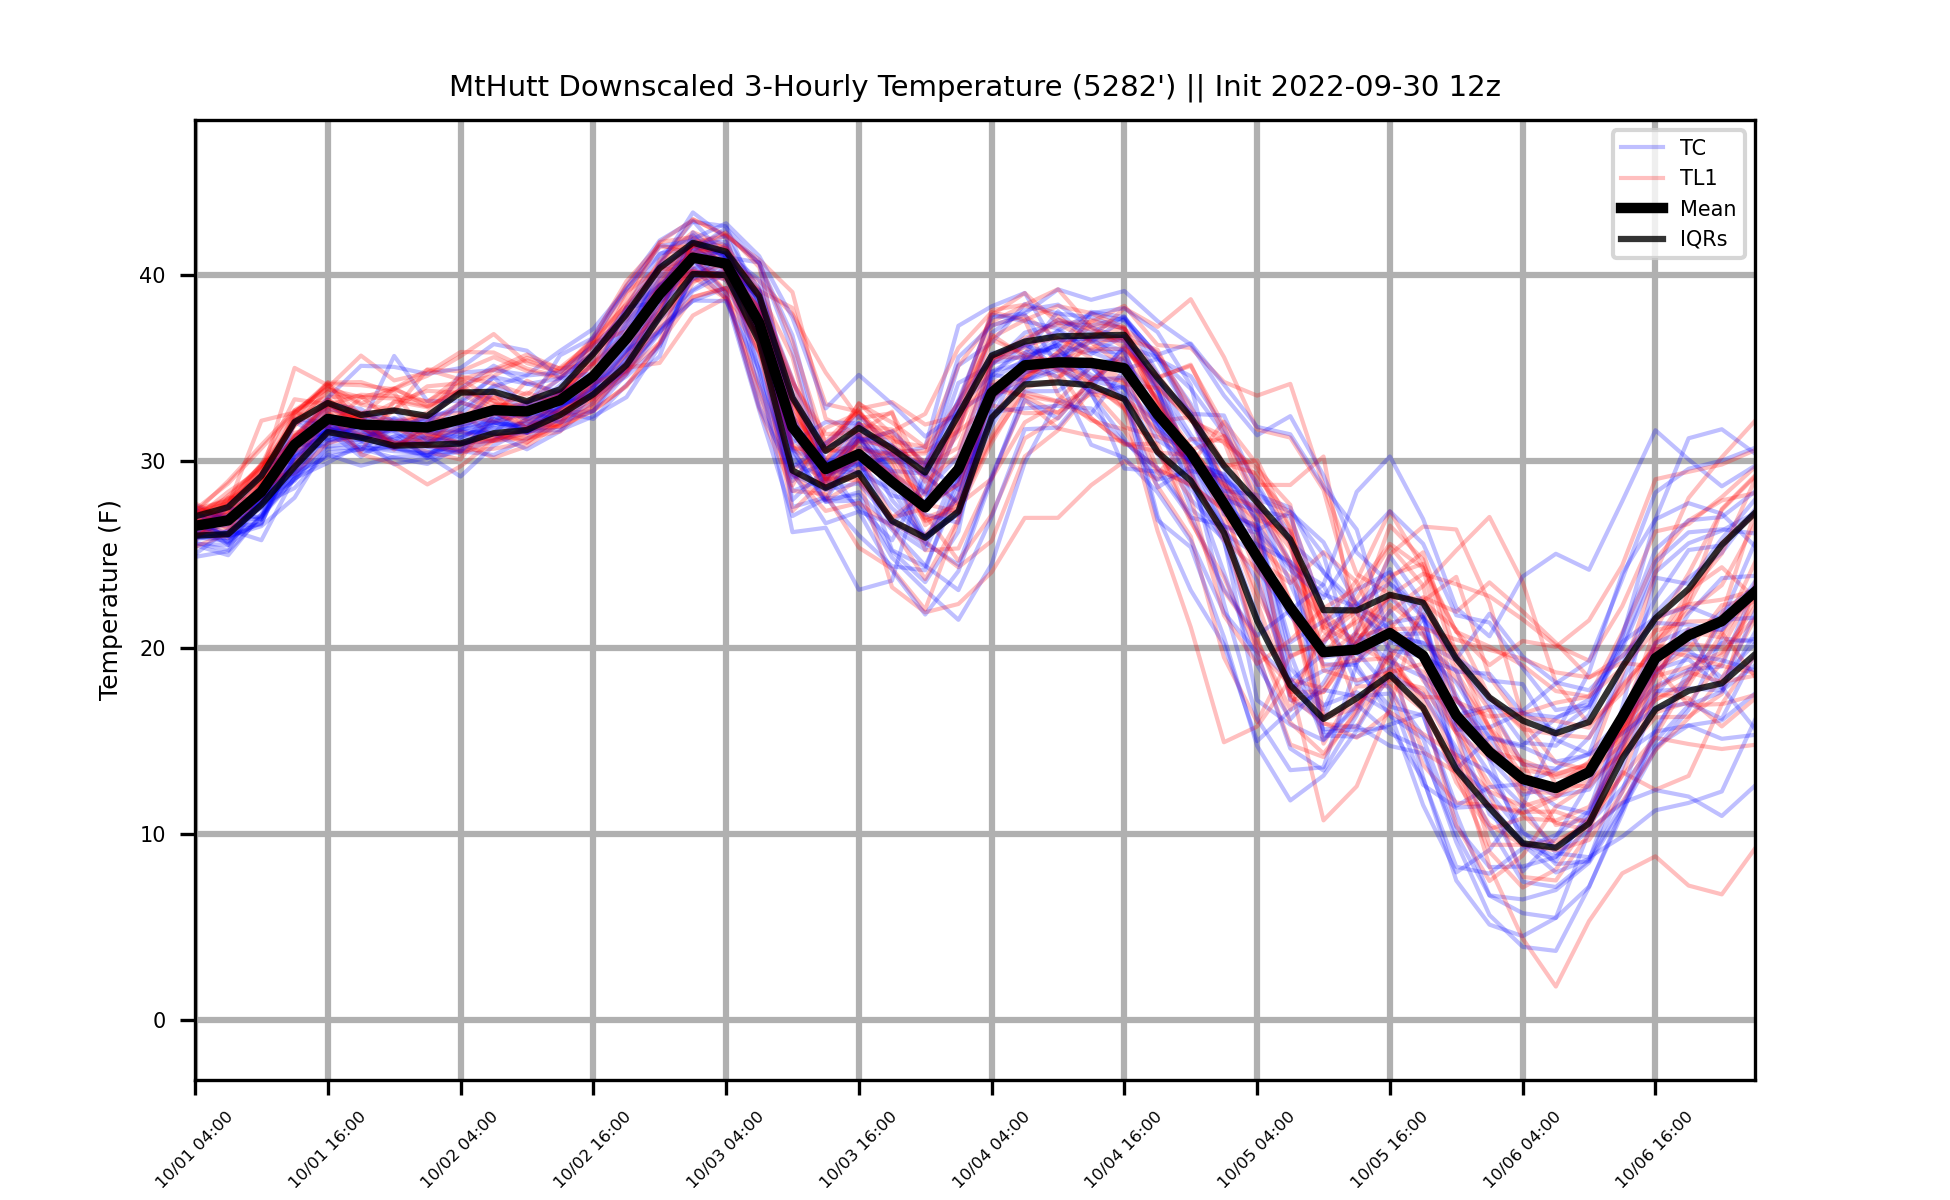 MtHutt Downscaled 3-Hourly Temperature (5282') || Init 2022-09-30 12z
TC
TL1
Mean
IQRs
Temperature (F)
40
30
20
10
0
10/01 04:00
10/01 16:00
10/02 04:00
10/02 16:00
10/03 04:00
10/03 16:00
10/04 04:00
10/04 16:00
10/05 04:00
10/05 16:00
10/06 04:00
10/06 16:00